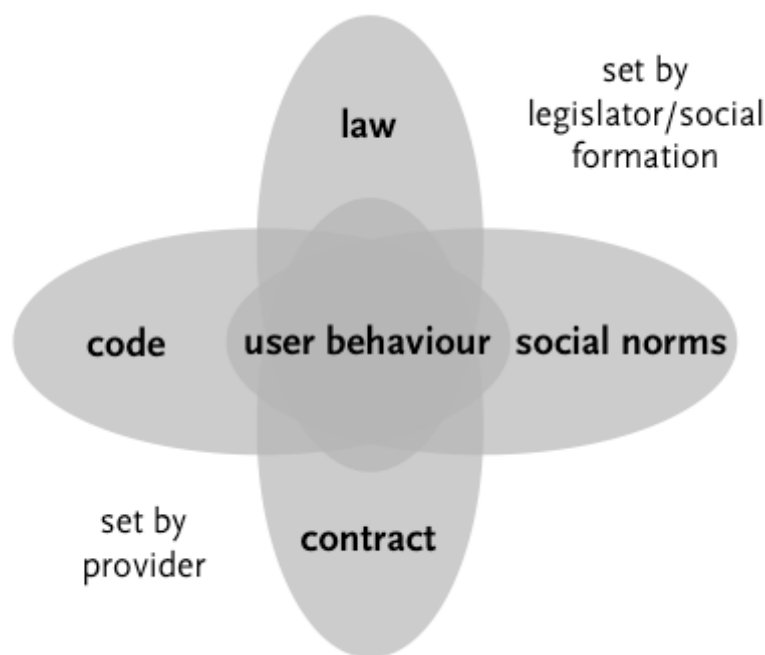 set by
legislator/social
formation
law
code
user behaviour
social norms
set by
provider
contract